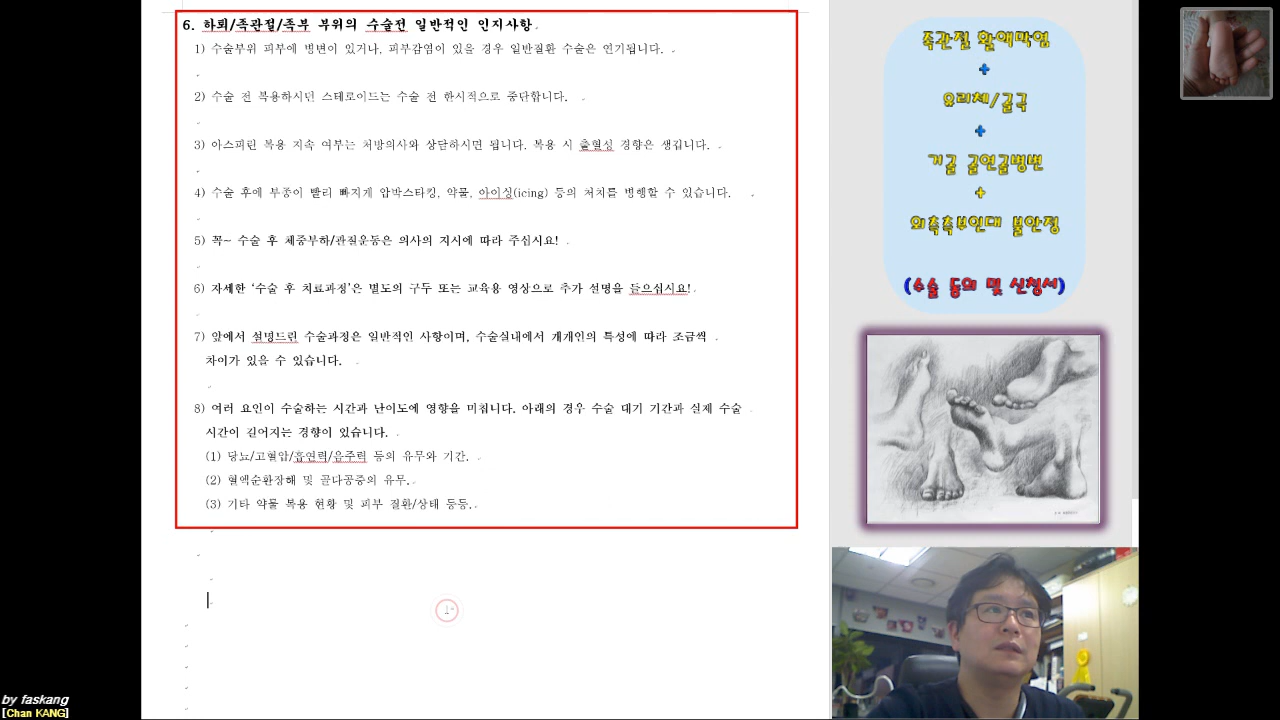 6. 하퇴/족관절/족부 부위의 수술전 일반적인 인지사항
1) 수술부위 피부에 병변이 있거나, 피부감염이 있을 경우 일반질환 수술은 연기됩니다.
2) 수술 전 복용하시던 스테로이드는 수술 전 한시적으로 중단합니다.
3) 아스피린 복용 지속 여부는 처방의사와 상담하시면 됩니다. 복용 시 출혈성 경향은 생깁니다.
4) 수술 후에 부종이 빨리 빠지게 압박스타킹, 약물, 아이싱(icing) 등의 처치를 병행할 수 있습니다.
5) 꼭~ 수술 후 체중부하/관절운동은 의사의 지시에 따라 주십시요!
6) 자세한 '수술 후 치료과정'은 별도의 구두 또는 교육용 영상으로 추가 설명을 들으십시요!
7) 앞에서 설명드린 수술과정은 일반적인 사항이며, 수술실내에서 개개인의 특성에 따라 조금씩
차이가 있을 수 있습니다.
8) 여러 요인이 수술하는 시간과 난이도에 영향을 미칩니다. 아래의 경우 수술 대기 기간과 실제 수술
시간이 길어지는 경향이 있습니다.
(1) 당뇨/고혈압/흡연력/음주력 등의 유무와 기간.
(2) 혈액순환장해 및 골다공증의 유무.
(3) 기타 약물 복용 현황 및 피부 질환/상태 등등.
족관절 활액막염
+
유리체/골극
+
거골 골연골병변
+
외측측부인대 불안정
(수술 동의 및 신청서)
by faskang
[Chan KANG]